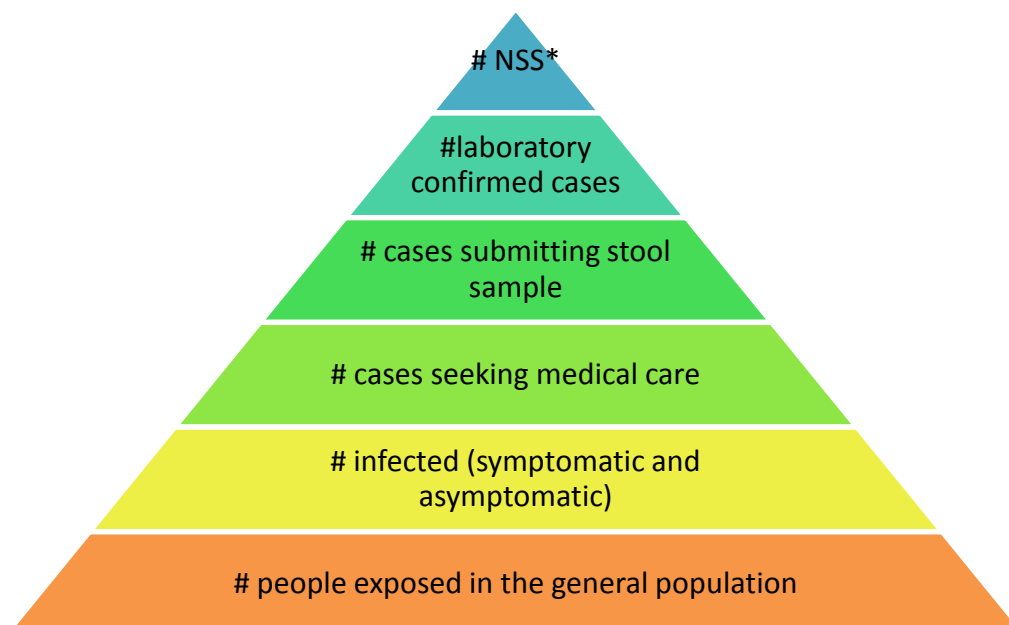 # NSS*
#laboratory
confirmed cases
# cases submitting stool
sample
# cases seeking medical care
# infected (symptomatic and
asymptomatic)
# people exposed in the general population